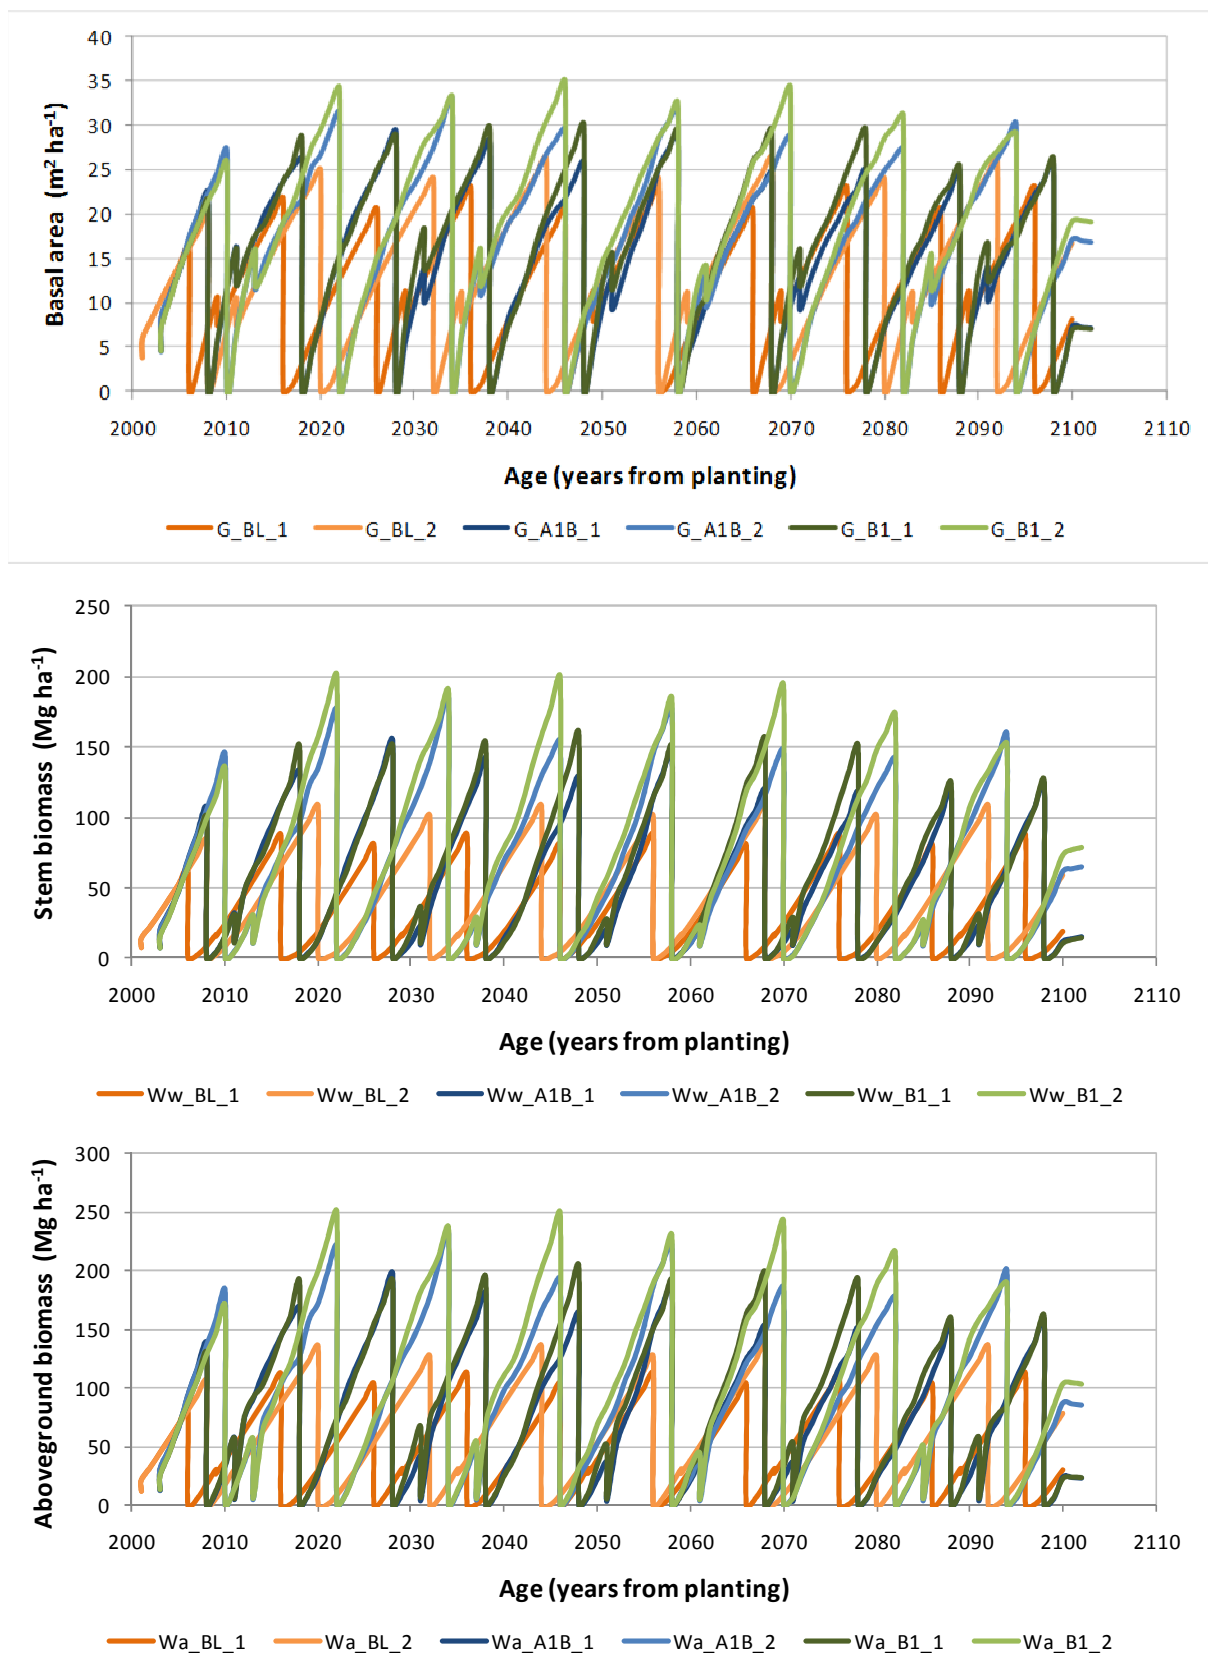 40
35
30
25
20
15
10
5
0
Basal area (m² ha⁻¹)
2000 2010 2020 2030 2040 2050 2060 2070 2080 2090 2100 2110
Age (years from planting)
G_BL_1 G_BL_2 G_A1B_1 G_A1B_2 G_B1_1 G_B1_2
250
200
150
100
50
0
Stem biomass (Mg ha⁻¹)
2000 2010 2020 2030 2040 2050 2060 2070 2080 2090 2100 2110
Age (years from planting)
Ww_BL_1 Ww_BL_2 Ww_A1B_1 Ww_A1B_2 Ww_B1_1 Ww_B1_2
300
250
200
150
100
50
0
Aboveground biomass (Mg ha⁻¹)
2000 2010 2020 2030 2040 2050 2060 2070 2080 2090 2100 2110
Age (years from planting)
Wa_BL_1 Wa_BL_2 Wa_A1B_1 Wa_A1B_2 Wa_B1_1 Wa_B1_2